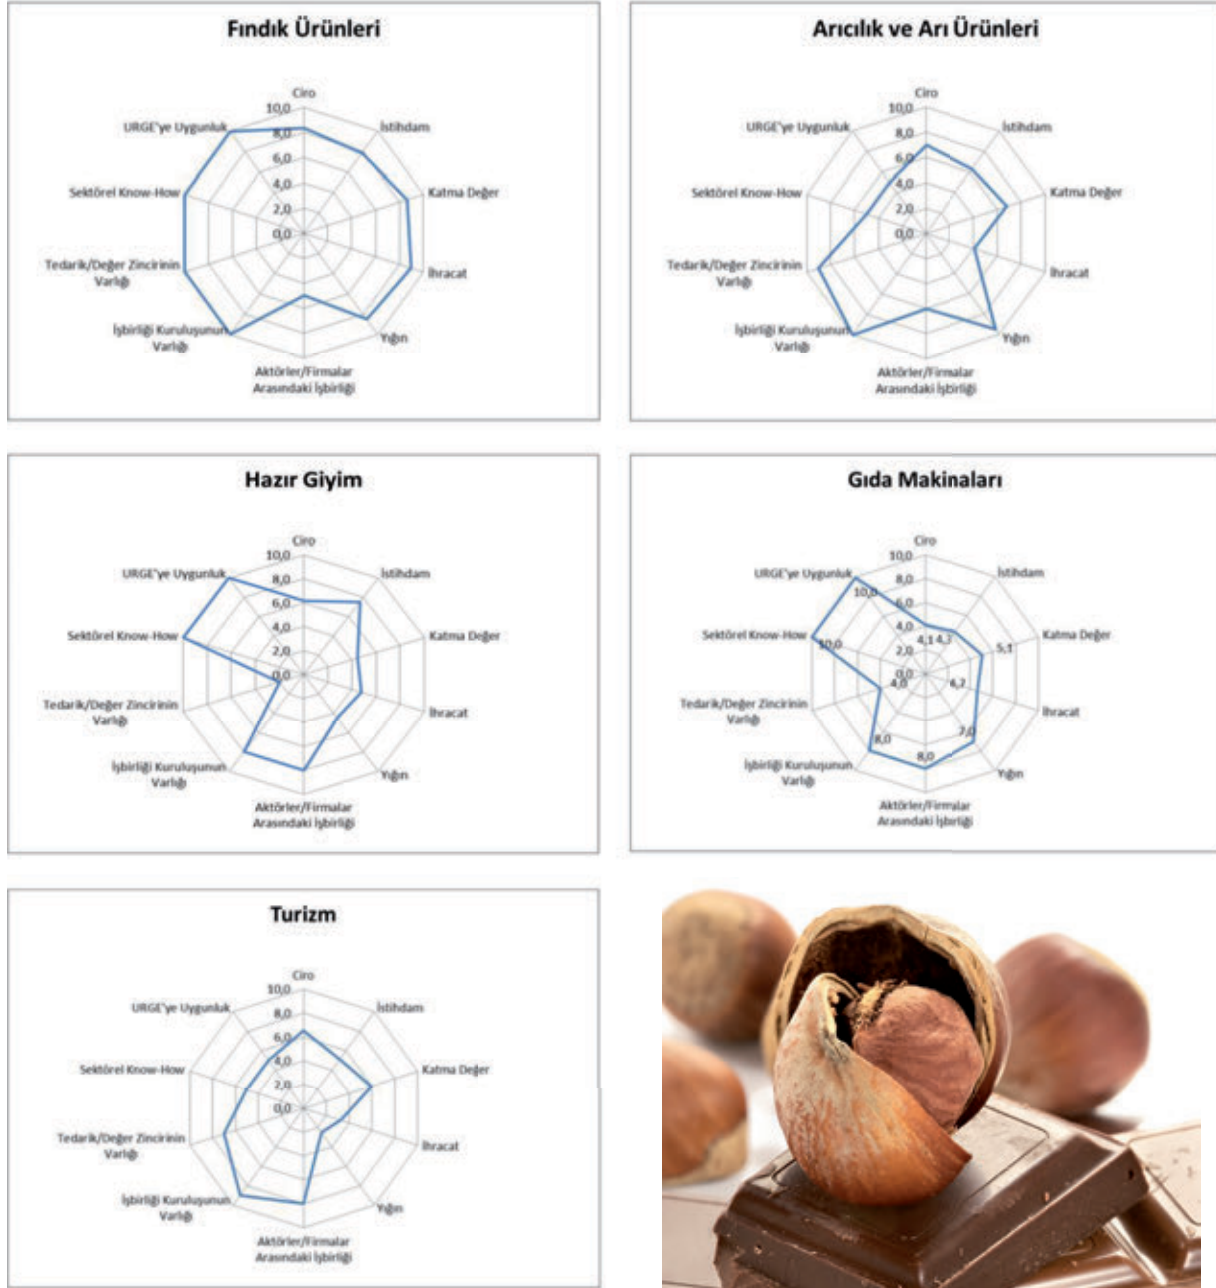 Fındık Ürünleri
Ciro
10,0
8,0
6,0
4,0
2,0
0,0
İstihdam
Katma Değer
İhracat
Yığın
Aktörler/Firmalar
Arasındaki İşbirliği
İşbirliği Kuruluşunun
Varlığı
Tedarik/Değer Zincirinin
Varlığı
Sektörel Know-How
URGE'ye Uygunluk
Arıcılık ve Arı Ürünleri
Ciro
10,0
8,0
6,0
4,0
2,0
0,0
İstihdam
Katma Değer
İhracat
Yığın
Aktörler/Firmalar
Arasındaki İşbirliği
İşbirliği Kuruluşunun
Varlığı
Tedarik/Değer Zincirinin
Varlığı
Sektörel Know-How
URGE'ye Uygunluk
Hazır Giyim
Ciro
10,0
8,0
6,0
4,0
2,0
0,0
İstihdam
Katma Değer
İhracat
Yığın
Aktörler/Firmalar
Arasındaki İşbirliği
İşbirliği Kuruluşunun
Varlığı
Tedarik/Değer Zincirinin
Varlığı
Sektörel Know-How
URGE'ye Uygunluk
Gıda Makinaları
Ciro
10,0
8,0
6,0
4,0
2,0
0,0
İstihdam
Katma Değer
İhracat
Yığın
Aktörler/Firmalar
Arasındaki İşbirliği
İşbirliği Kuruluşunun
Varlığı
Tedarik/Değer Zincirinin
Varlığı
Sektörel Know-How
URGE'ye Uygunluk
4,1
4,3
5,1
6,2
7,0
8,0
8,0
4,0
10,0
10,0
Turizm
Ciro
10,0
8,0
6,0
4,0
2,0
0,0
İstihdam
Katma Değer
İhracat
Yığın
Aktörler/Firmalar
Arasındaki İşbirliği
İşbirliği Kuruluşunun
Varlığı
Tedarik/Değer Zincirinin
Varlığı
Sektörel Know-How
URGE'ye Uygunluk